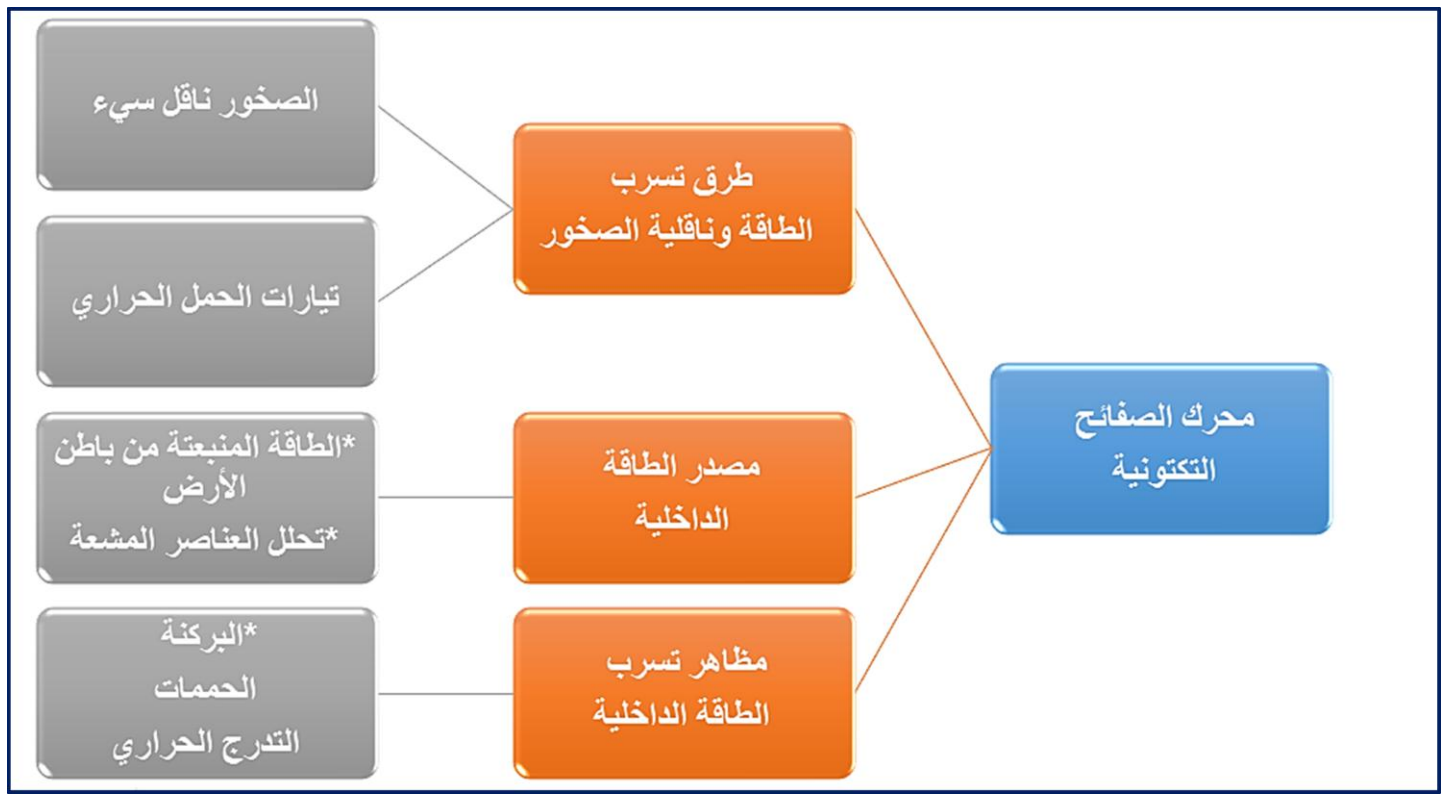 محرك الصفائح
التكتونية
طرق تسرب
الطاقة وناقلية الصخور
الصخور ناقل سيء
تيارات الحمل الحراري
مصدر الطاقة
الداخلية
*الطاقة المنبعتة من باطن
الأرض
*تحلل العناصر المشعة
مظاهر تسرب
الطاقة الداخلية
*البركنة
الحممات
التدرج الحراري